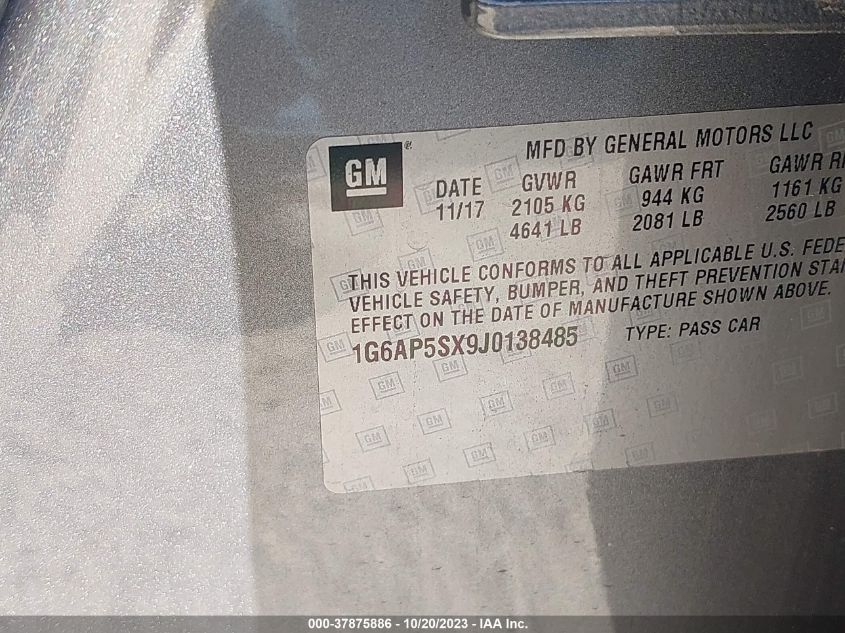 GM
MFD BY GENERAL MOTORS LLC
DATE GVWR GAWR FRT GAWR
11/17 2105 KG 944 KG 1161 KG
4641 LB 2081 LB 2560 LB
THIS VEHICLE CONFORMS TO ALL APPLICABLE U.S.
VEHICLE SAFETY, BUMPER, AND THEFT PREVENTION
EFFECT ON THE DATE OF MANUFACTURE SHOWN ABOVE.
1G6AP5SX9J0138485 TYPE: PASS CAR
000-37875886 | 10/20/2023 - IAA Inc.